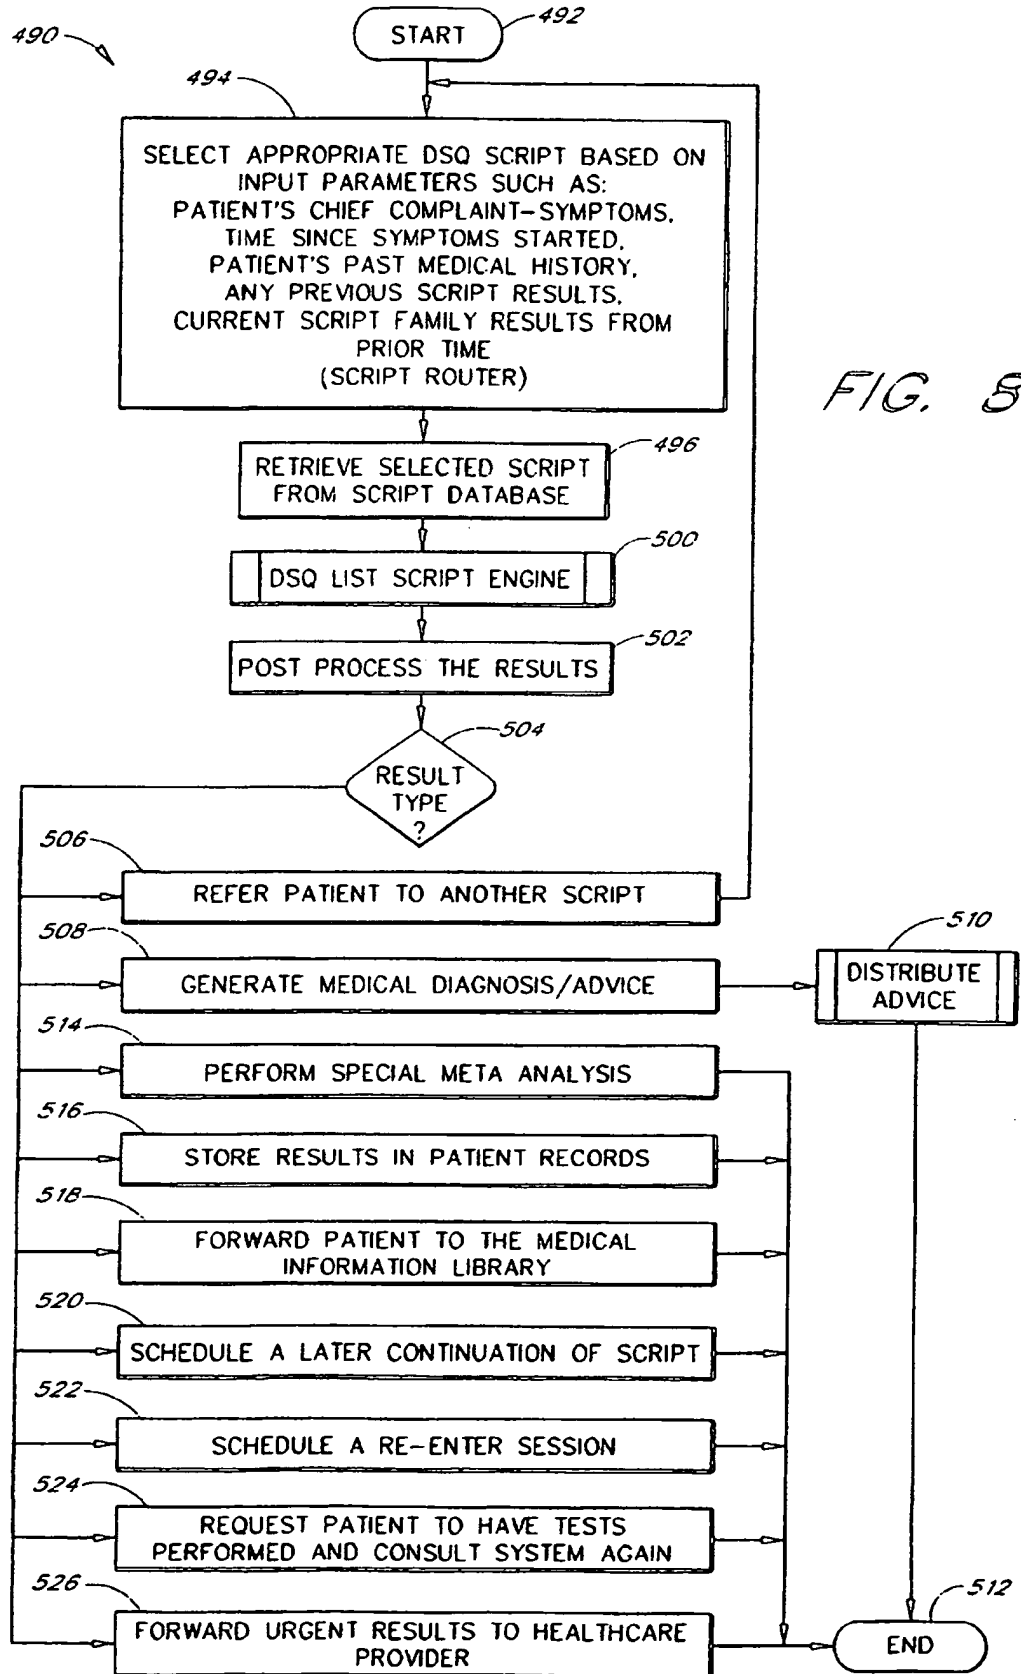 492
START
490
494
SELECT APPROPRIATE DSQ SCRIPT BASED ON
INPUT PARAMETERS SUCH AS:
PATIENT'S CHIEF COMPLAINT-SYMPTOMS,
TIME SINCE SYMPTOMS STARTED,
PATIENT'S PAST MEDICAL HISTORY,
ANY PREVIOUS SCRIPT RESULTS,
CURRENT SCRIPT FAMILY RESULTS FROM
PRIOR TIME
(SCRIPT ROUTER)
FIG. 8
496
RETRIEVE SELECTED SCRIPT
FROM SCRIPT DATABASE
500
DSQ LIST SCRIPT ENGINE
502
POST PROCESS THE RESULTS
504
RESULT
TYPE
?
506
REFER PATIENT TO ANOTHER SCRIPT
508
GENERATE MEDICAL DIAGNOSIS/ADVICE
510
DISTRIBUTE
ADVICE
514
PERFORM SPECIAL META ANALYSIS
516
STORE RESULTS IN PATIENT RECORDS
518
FORWARD PATIENT TO THE MEDICAL
INFORMATION LIBRARY
520
SCHEDULE A LATER CONTINUATION OF SCRIPT
522
SCHEDULE A RE-ENTER SESSION
524
REQUEST PATIENT TO HAVE TESTS
PERFORMED AND CONSULT SYSTEM AGAIN
526
FORWARD URGENT RESULTS TO HEALTHCARE
PROVIDER
512
END